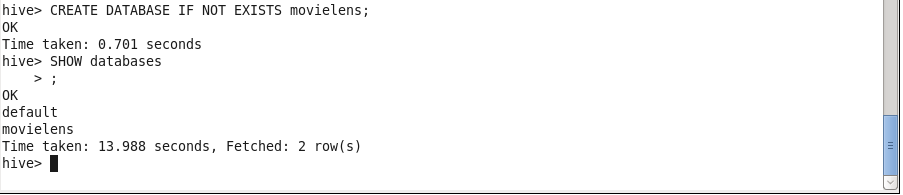 hive> CREATE DATABASE IF NOT EXISTS movielens;
OK
Time taken: 0.701 seconds
hive> SHOW databases
    > ;
OK
default
movielens
Time taken: 13.988 seconds, Fetched: 2 row(s)
hive>